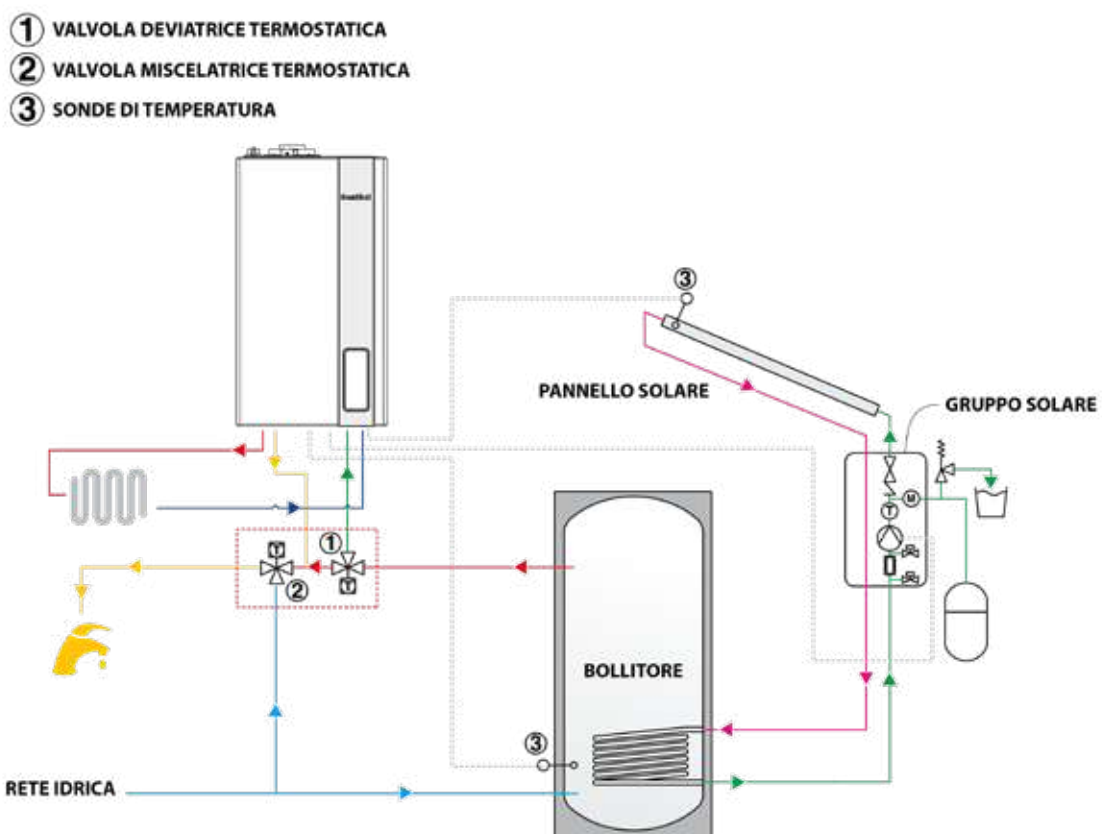 1 VALVOLA DEVIATRICE TERMOSTATICA
2 VALVOLA MISCELATRICE TERMOSTATICA
3 SONDE DI TEMPERATURA
3
PANNELLO SOLARE
GRUPPO SOLARE
M
T
1
T
T
2
BOLLITORE
3
RETE IDRICA